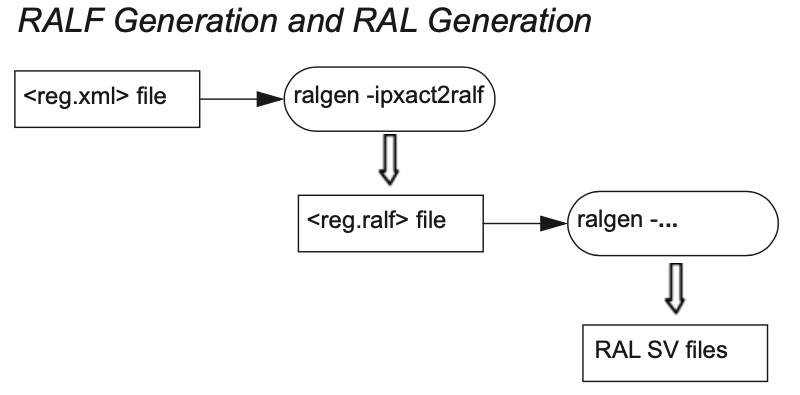 RALF Generation and RAL Generation
<reg.xml> file
ralgen -ipxact2ralf
<reg.ralf> file
ralgen -...
RAL SV files